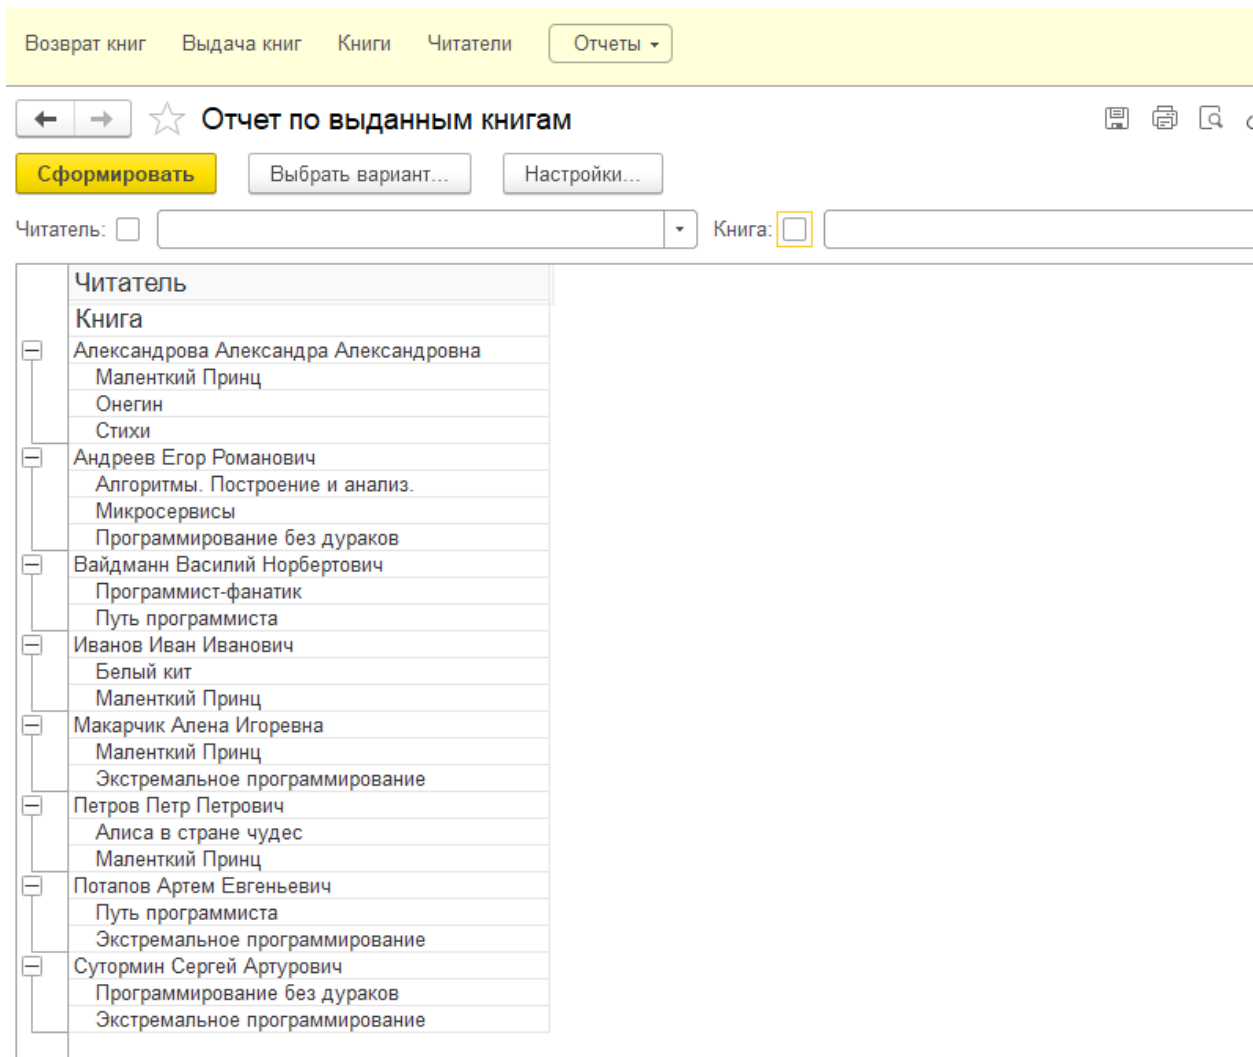 Возврат книг Выдача книг Книги Читатели Отчеты
Отчет по выданным книгам
Сформировать Выбрать вариант... Настройки...
Читатель: Книга:
Читатель
Книга
Александрова Александра Александровна
Маленткий Принц
Онегин
Стихи
Андреев Егор Романович
Алгоритмы. Построение и анализ.
Микросервисы
Программирование без дураков
Вайдманн Василий Норбертович
Программист-фанатик
Путь программиста
Иванов Иван Иванович
Белый кит
Маленткий Принц
Макарчик Алена Игоревна
Маленткий Принц
Экстремальное программирование
Петров Петр Петрович
Алиса в стране чудес
Маленткий Принц
Потапов Артем Евгеньевич
Путь программиста
Экстремальное программирование
Сутормин Сергей Артурович
Программирование без дураков
Экстремальное программирование